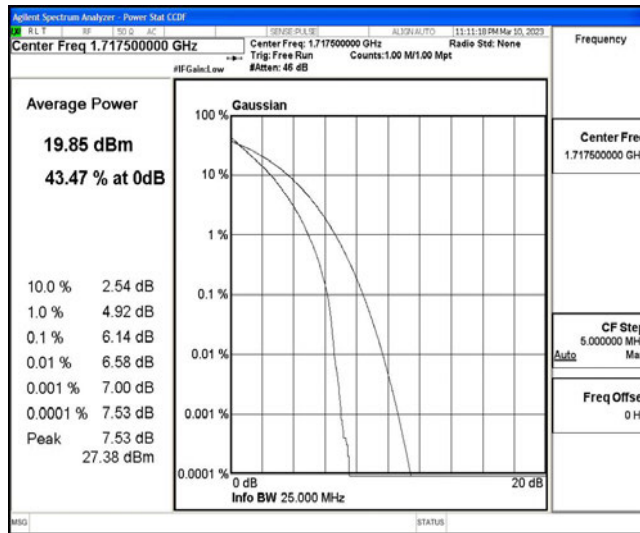 Agilent Spectrum Analyzer - Power Stat CCDF
RLT RF 50 Ω AC SENSE:PULSE ALIGN AUTO 11:11:18 PM Mar 10, 2023
Center Freq 1.717500000 GHz
Center Freq: 1.717500000 GHz Radio Std: None
Trig: Free Run Counts:1.00 M/1.00 Mpt
#IFGain:Low #Atten: 46 dB
Frequency
Average Power
19.85 dBm
43.47 % at 0dB
10.0 % 2.54 dB
1.0 % 4.92 dB
0.1 % 6.14 dB
0.01 % 6.58 dB
0.001 % 7.00 dB
0.0001 % 7.53 dB
Peak 7.53 dB
27.38 dBm
Gaussian
100 %
10 %
1 %
0.1 %
0.01 %
0.001 %
0.0001 %
0 dB 20 dB
Info BW 25.000 MHz
Center Fre
1.717500000 GH
CF Step
5.000000 MH
Auto Ma
Freq Offse
0 H
MSG STATUS